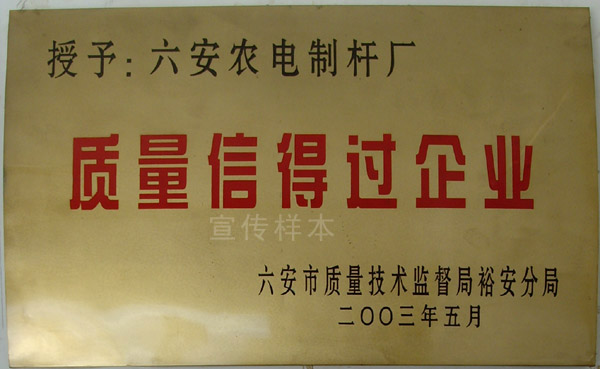 授予:六安农电制杆厂
质量信得过企业
宣传样本
六安市质量技术监督局裕安分局
二〇〇三年五月